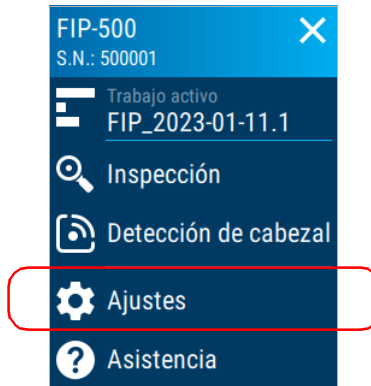 FIP-500
S.N.: 500001
Trabajo activo
FIP_2023-01-11.1
Inspección
Detección de cabezal
Ajustes
Asistencia